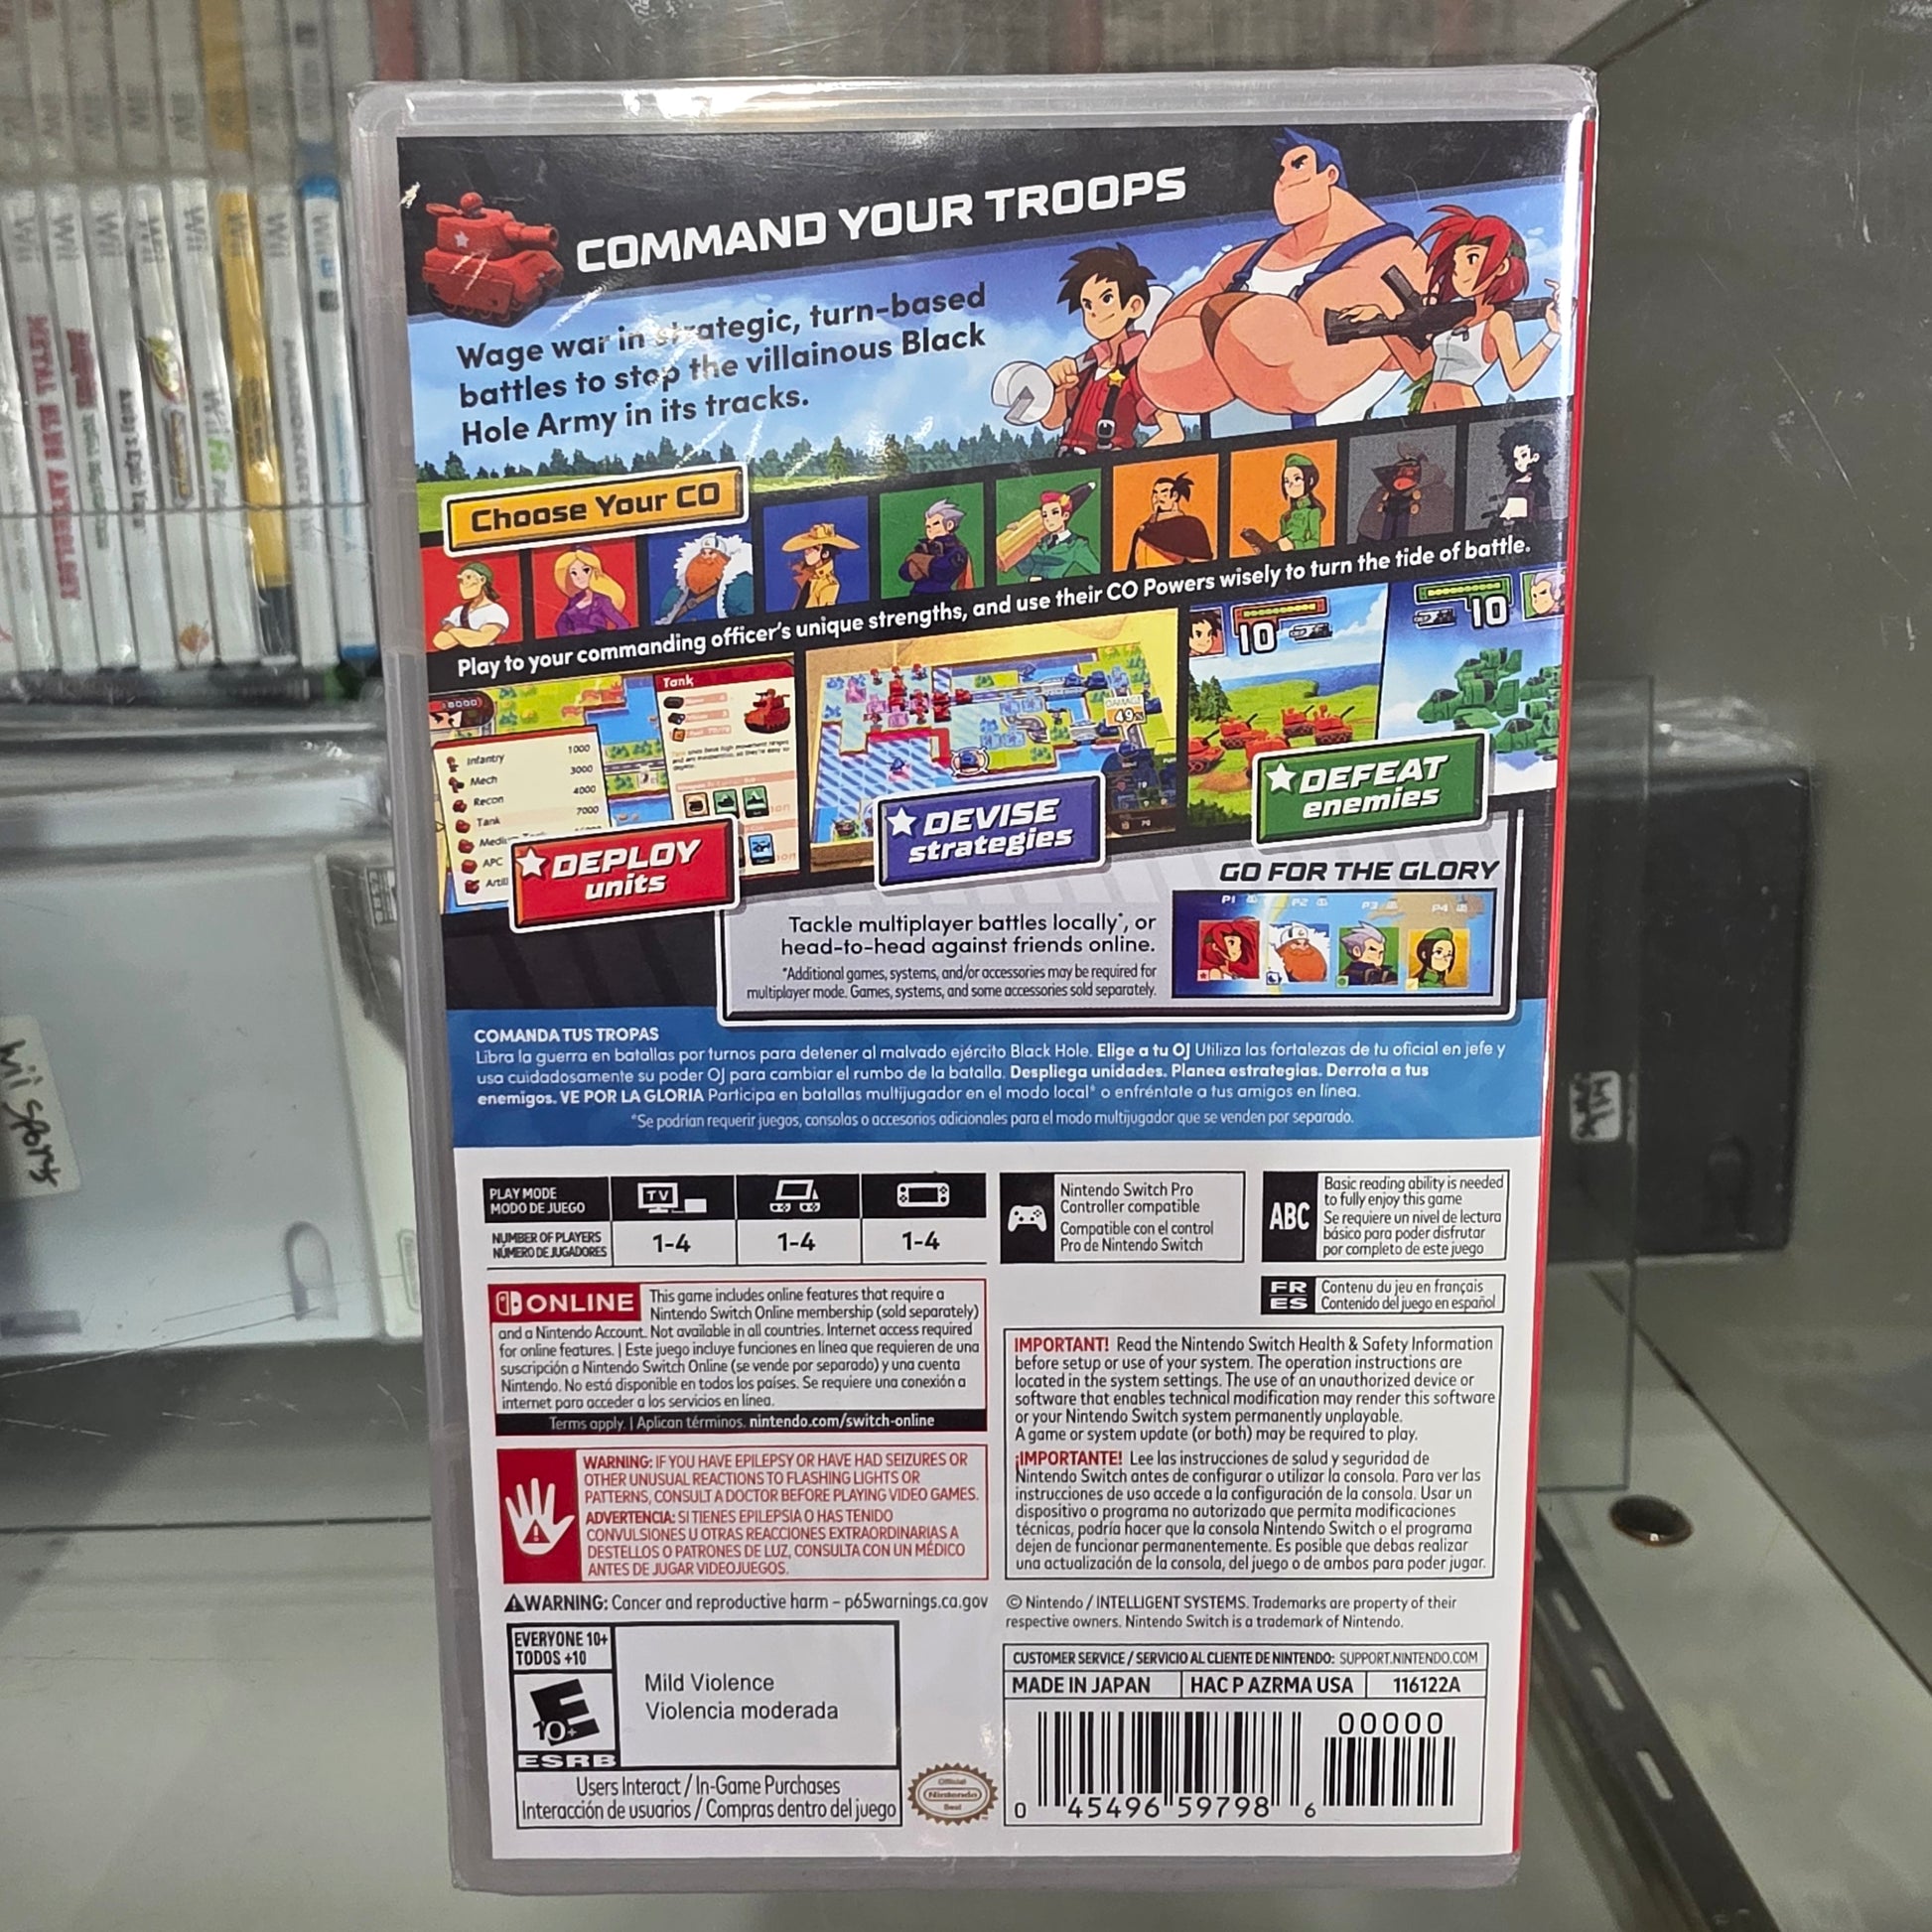 COMMAND YOUR TROOPS
Wage war in strategic, turn-based
battles to stop the villainous Black
Hole Army in its tracks.
Choose Your CO
Play to your commanding officer's unique strengths, and use their CO Powers wisely to turn the tide of battle.
Infantry 1000
Mech 3000
Recon 4000
Tank 7000
APC
Tank
DAMAGE
49%
10
10
★DEPLOY
units
★DEVISE
strategies
★DEFEAT
enemies
GO FOR THE GLORY
Tackle multiplayer battles locally*, or
head-to-head against friends online.
*Additional games, systems, and/or accessories may be required for
multiplayer mode. Games, systems, and some accessories sold separately.
P1 P2 P3 P4
COMANDA TUS TROPAS
Libra la guerra en batallas por turnos para detener al malvado ejército Black Hole. Elige a tu OJ Utiliza las fortalezas de tu oficial en jefe y
usa cuidadosamente su poder OJ para cambiar el rumbo de la batalla. Despliega unidades. Planea estrategias. Derrota a tus
enemigos. VE POR LA GLORIA Participa en batallas multijugador en el modo local* o enfréntate a tus amigos en línea.
*Se podrían requerir juegos, consolas o accesorios adicionales para el modo multijugador que se venden por separado.
PLAY MODE
MODO DE JUEGO
TV
NUMBER OF PLAYERS
NÚMERO DE JUGADORES
1-4 1-4 1-4
Nintendo Switch Pro
Controller compatible
Compatible con el control
Pro de Nintendo Switch
ABC
Basic reading ability is needed
to fully enjoy this game
Se requiere un nivel de lectura
básico para poder disfrutar
por completo de este juego
FR
ES
Contenu du jeu en français
Contenido del juego en español
ONLINE
This game includes online features that require a
Nintendo Switch Online membership (sold separately)
and a Nintendo Account. Not available in all countries. Internet access required
for online features. | Este juego incluye funciones en línea que requieren de una
suscripción a Nintendo Switch Online (se vende por separado) y una cuenta
Nintendo. No está disponible en todos los países. Se requiere una conexión a
internet para acceder a los servicios en línea.
Terms apply. | Aplican términos. nintendo.com/switch-online
WARNING: IF YOU HAVE EPILEPSY OR HAVE HAD SEIZURES OR
OTHER UNUSUAL REACTIONS TO FLASHING LIGHTS OR
PATTERNS, CONSULT A DOCTOR BEFORE PLAYING VIDEO GAMES.
ADVERTENCIA: SI TIENES EPILEPSIA O HAS TENIDO
CONVULSIONES U OTRAS REACCIONES EXTRAORDINARIAS A
DESTELLOS O PATRONES DE LUZ, CONSULTA CON UN MÉDICO
ANTES DE JUGAR VIDEOJUEGOS.
IMPORTANT! Read the Nintendo Switch Health & Safety Information
before setup or use of your system. The operation instructions are
located in the system settings. The use of an unauthorized device or
software that enables technical modification may render this software
or your Nintendo Switch system permanently unplayable.
A game or system update (or both) may be required to play.
¡IMPORTANTE! Lee las instrucciones de salud y seguridad de
Nintendo Switch antes de configurar o utilizar la consola. Para ver las
instrucciones de uso accede a la configuración de la consola. Usar un
dispositivo o programa no autorizado que permita modificaciones
técnicas, podría hacer que la consola Nintendo Switch o el programa
dejen de funcionar permanentemente. Es posible que debas realizar
una actualización de la consola, del juego o de ambos para poder jugar.
⚠WARNING: Cancer and reproductive harm – p65warnings.ca.gov
© Nintendo / INTELLIGENT SYSTEMS. Trademarks are property of their
respective owners. Nintendo Switch is a trademark of Nintendo.
EVERYONE 10+
TODOS +10
E
10+
ESRB
Mild Violence
Violencia moderada
Users Interact / In-Game Purchases
Interacción de usuarios / Compras dentro del juego
Official
Nintendo
Seal
CUSTOMER SERVICE / SERVICIO AL CLIENTE DE NINTENDO: SUPPORT.NINTENDO.COM
MADE IN JAPAN
HAC P AZRMA USA
116122A
00000
0 45496 59798 6
Wii Sports
Wii
Wii
Wii
Wii
Wii